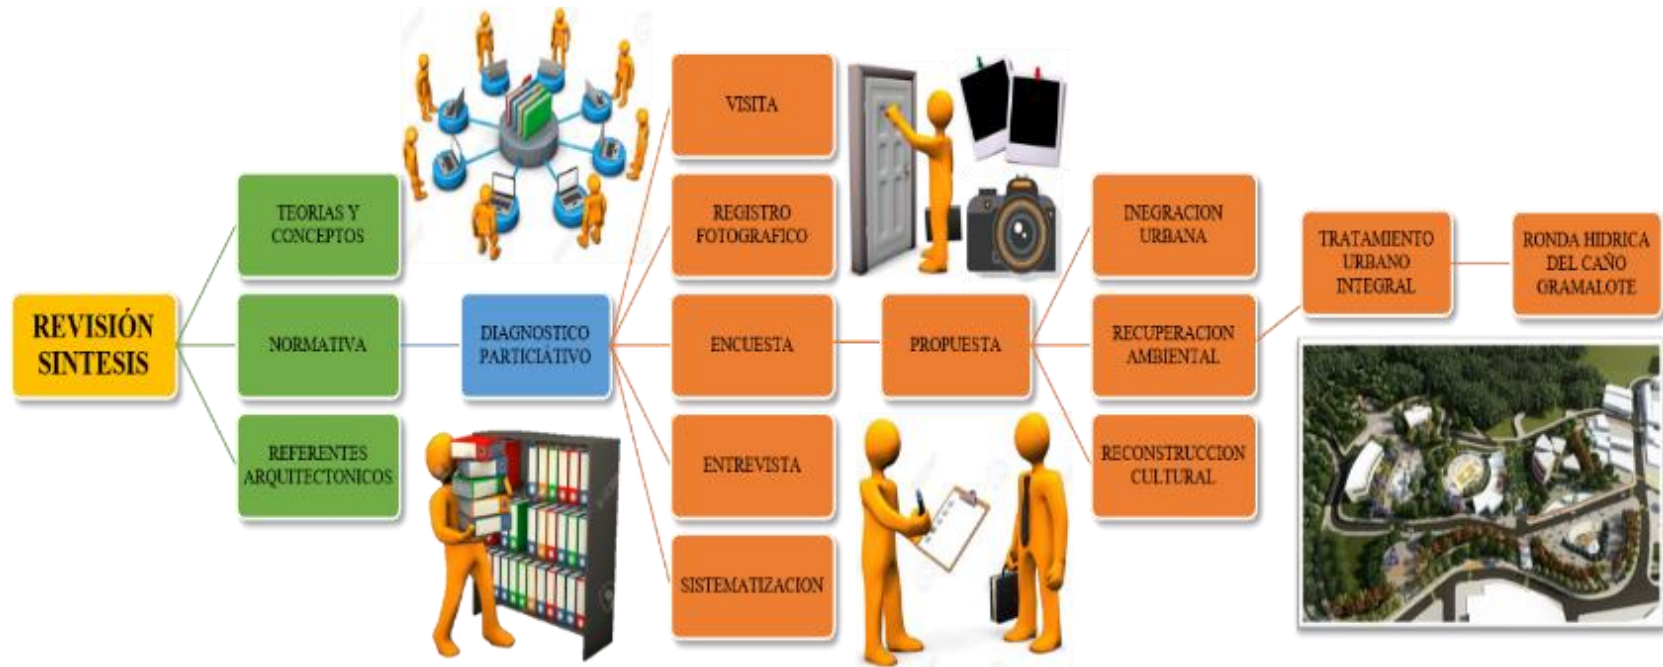 REVISIÓN
SINTESIS
TEORIAS Y
CONCEPTOS
NORMATIVA
REFERENTES
ARQUITECTONICOS
DIAGNOSTICO
PARTICIATIVO
VISITA
REGISTRO
FOTOGRAFICO
ENCUESTA
ENTREVISTA
SISTEMATIZACION
PROPUESTA
INEGRACION
URBANA
RECUPERACION
AMBIENTAL
RECONSTRUCCION
CULTURAL
TRATAMIENTO
URBANO
INTEGRAL
RONDA HIDRICA
DEL CAÑO
GRAMALOTE